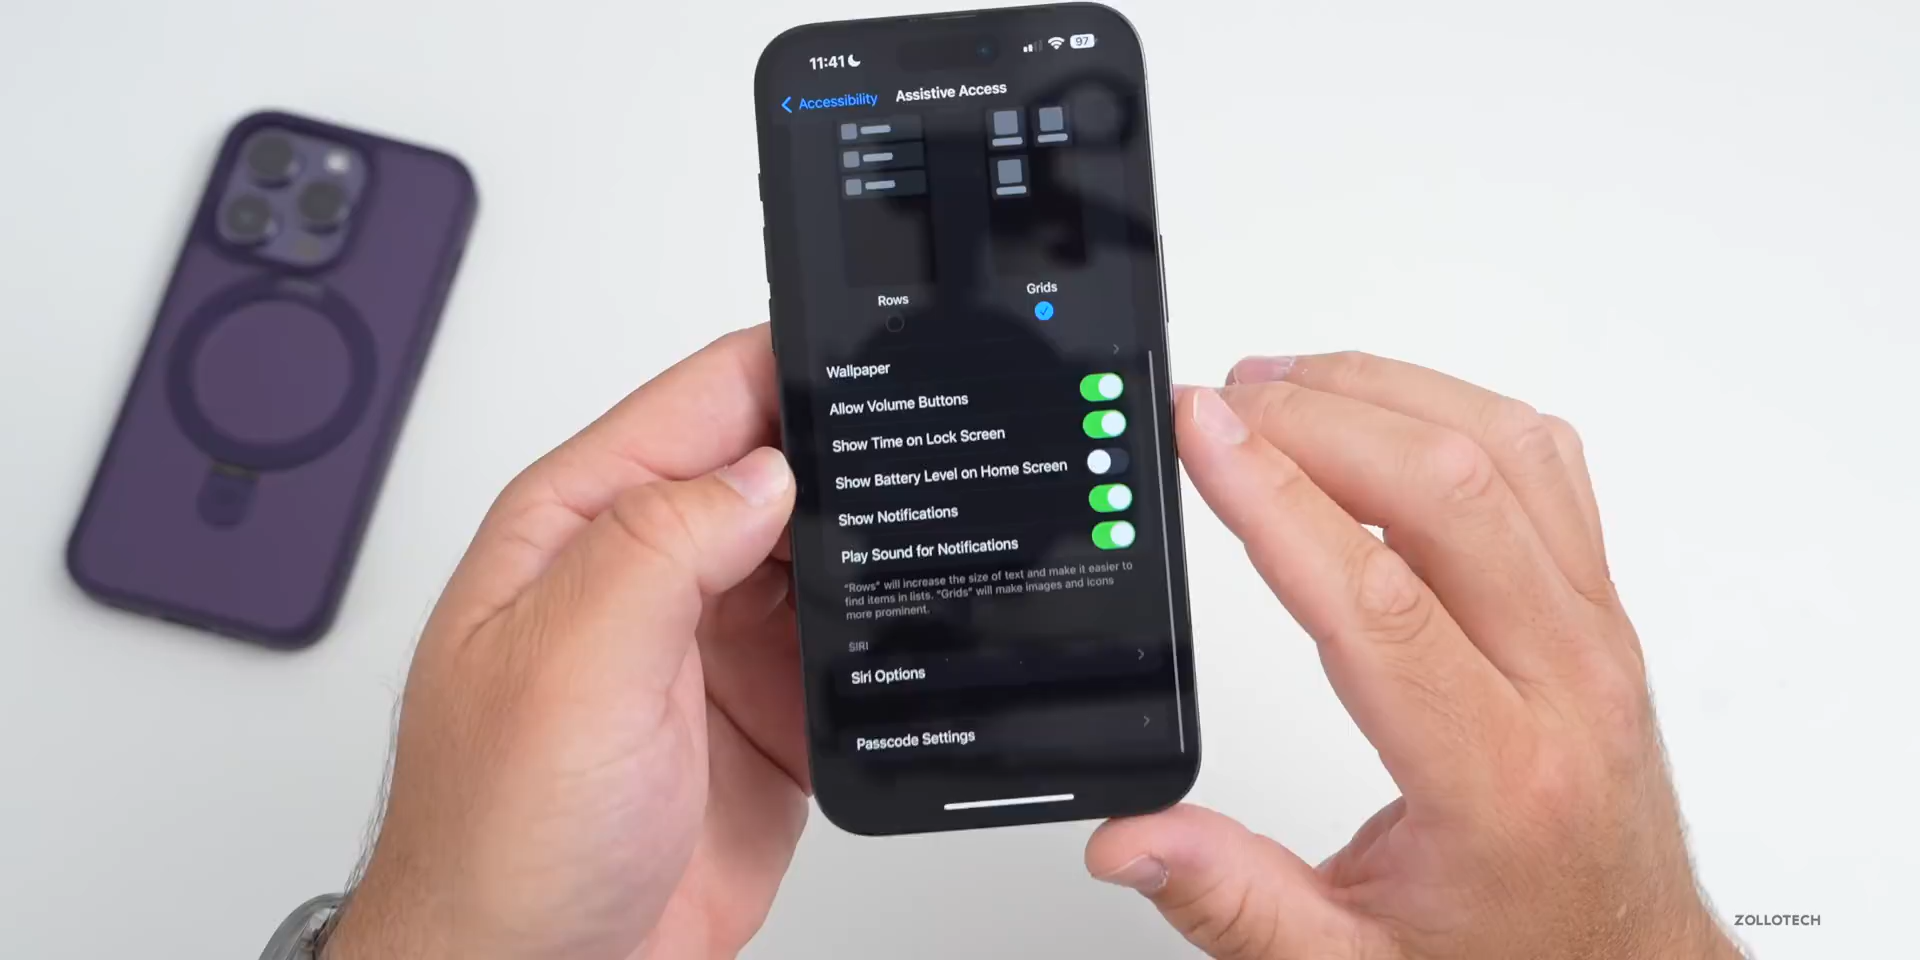 11:41
97
Accessibility
Assistive Access
Rows
Grids
Wallpaper
Allow Volume Buttons
Show Time on Lock Screen
Show Battery Level on Home Screen
Show Notifications
Play Sound for Notifications
"Rows" will increase the size of text and make it easier to
find items in lists. "Grids" will make images and icons
more prominent.
SIRI
Siri Options
Passcode Settings
ZOLLOTECH